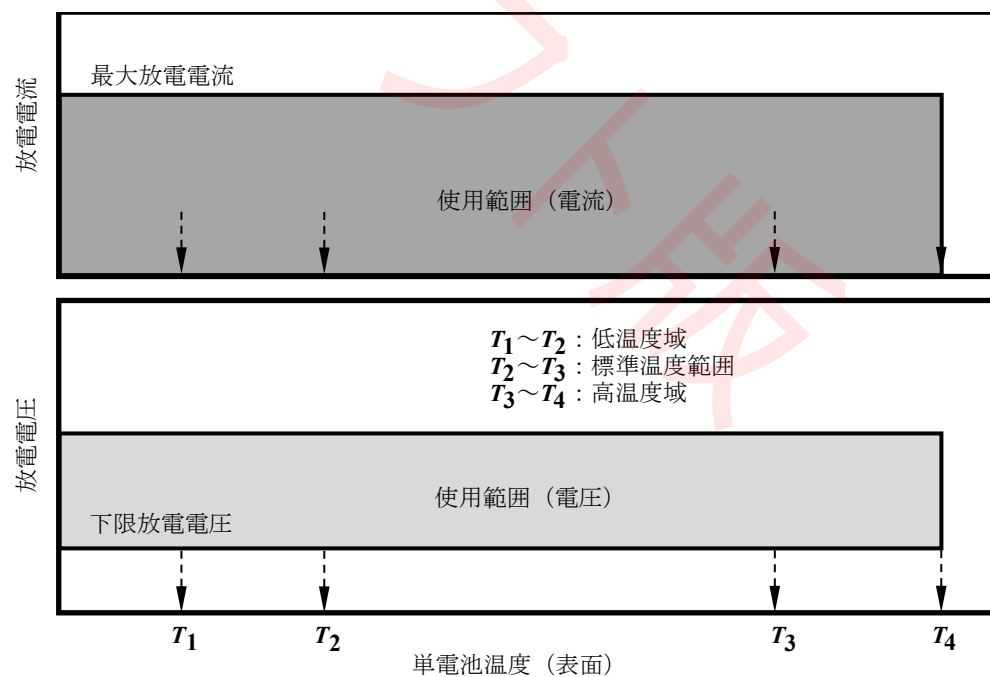 最大放電電流
放電電流
使用範囲（電流）
T1～T2：低温度域
T2～T3：標準温度範囲
T3～T4：高温度域
放電電圧
使用範囲（電圧）
下限放電電圧
T1 T2 T3 T4
単電池温度（表面）